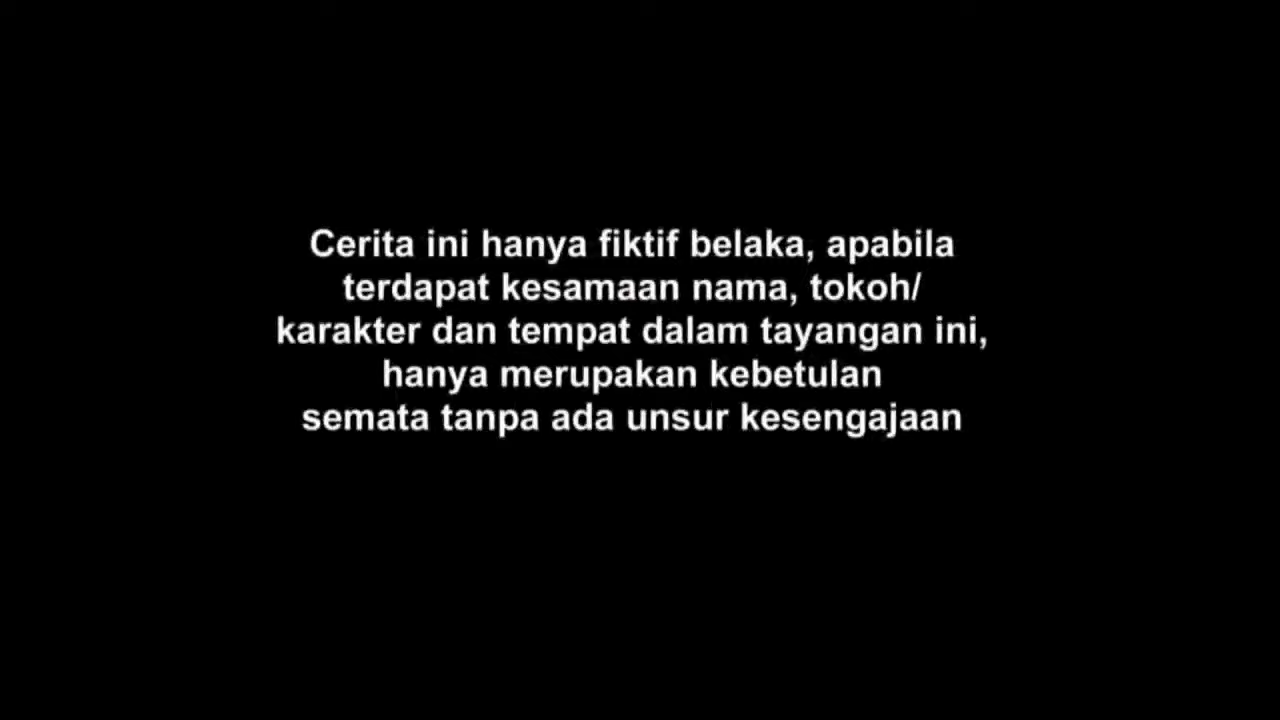 Cerita ini hanya fiktif belaka, apabila
terdapat kesamaan nama, tokoh/
karakter dan tempat dalam tayangan ini,
hanya merupakan kebetulan
semata tanpa ada unsur kesengajaan